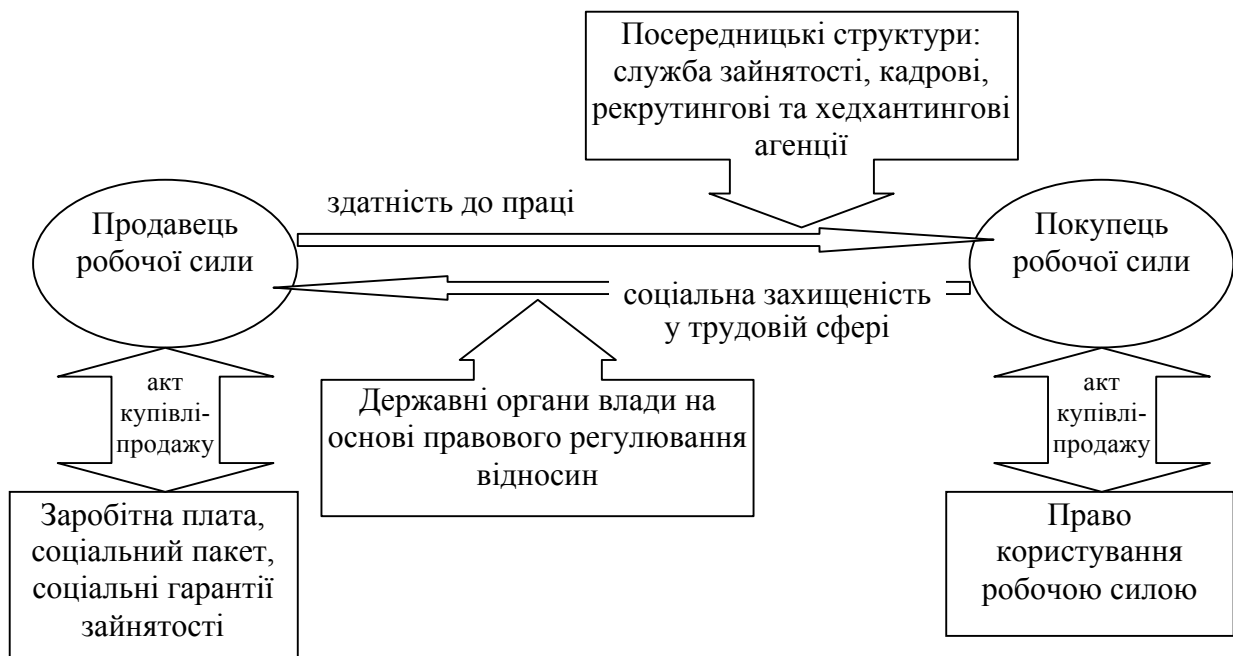 Посередницькі структури:
служба зайнятості, кадрові,
рекрутингові та хедхантингові
агенції
здатність до праці
Продавець
робочої сили
Покупець
робочої сили
соціальна захищеність
у трудовій сфері
акт
купівлі-
продажу
Державні органи влади на
основі правового регулювання
відносин
акт
купівлі-
продажу
Заробітна плата,
соціальний пакет,
соціальні гарантії
зайнятості
Право
користування
робочою силою